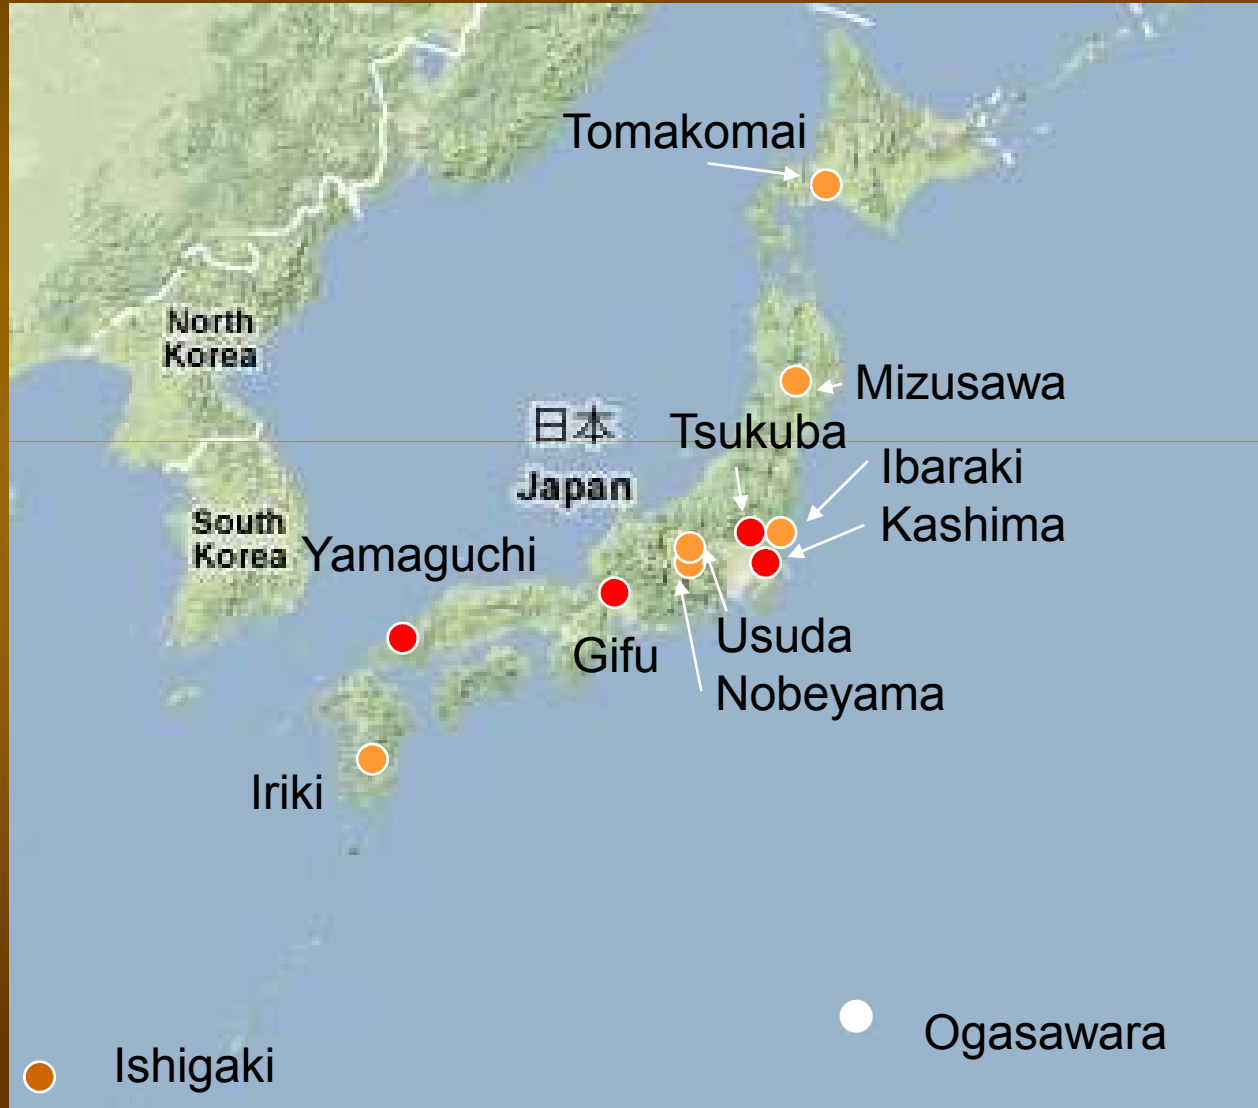 Tomakomai
North
Korea
Mizusawa
日本
Japan
Tsukuba
Ibaraki
Kashima
South
Korea
Yamaguchi
Gifu
Usuda
Nobeyama
Iriki
Ogasawara
Ishigaki